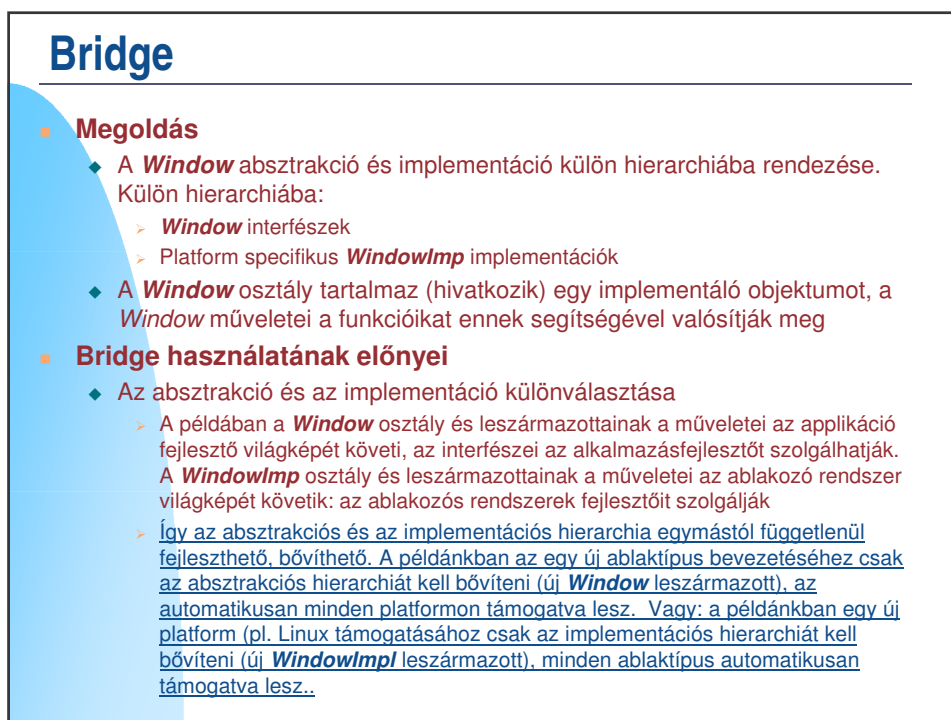 Bridge
Megoldás
A Window absztrakció és implementáció külön hierarchiába rendezése.
Külön hierarchiába:
Window interfészek
Platform specifikus WindowImp implementációk
A Window osztály tartalmaz (hivatkozik) egy implementáló objektumot, a
Window műveletei a funkcióikat ennek segítségével valósítják meg
Bridge használatának előnyei
Az absztrakció és az implementáció különválasztása
A példában a Window osztály és leszármazottainak a műveletei az applikáció
fejlesztő világképét követi, az interfészei az alkalmazásfejlesztőt szolgálhatják.
A WindowImp osztály és leszármazottainak a műveletei az ablakozó rendszer
világképét követik: az ablakozós rendszerek fejlesztőit szolgálják
Így az absztrakciós és az implementációs hierarchia egymástól függetlenül
fejleszthető, bővíthető. A példánkban az egy új ablaktípus bevezetéséhez csak
az absztrakciós hierarchiát kell bővíteni (új Window leszármazott), az
automatikusan minden platformon támogatva lesz.  Vagy: a példánkban egy új
platform (pl. Linux támogatásához csak az implementációs hierarchiát kell
bővíteni (új WindowImpl leszármazott), minden ablaktípus automatikusan
támogatva lesz..